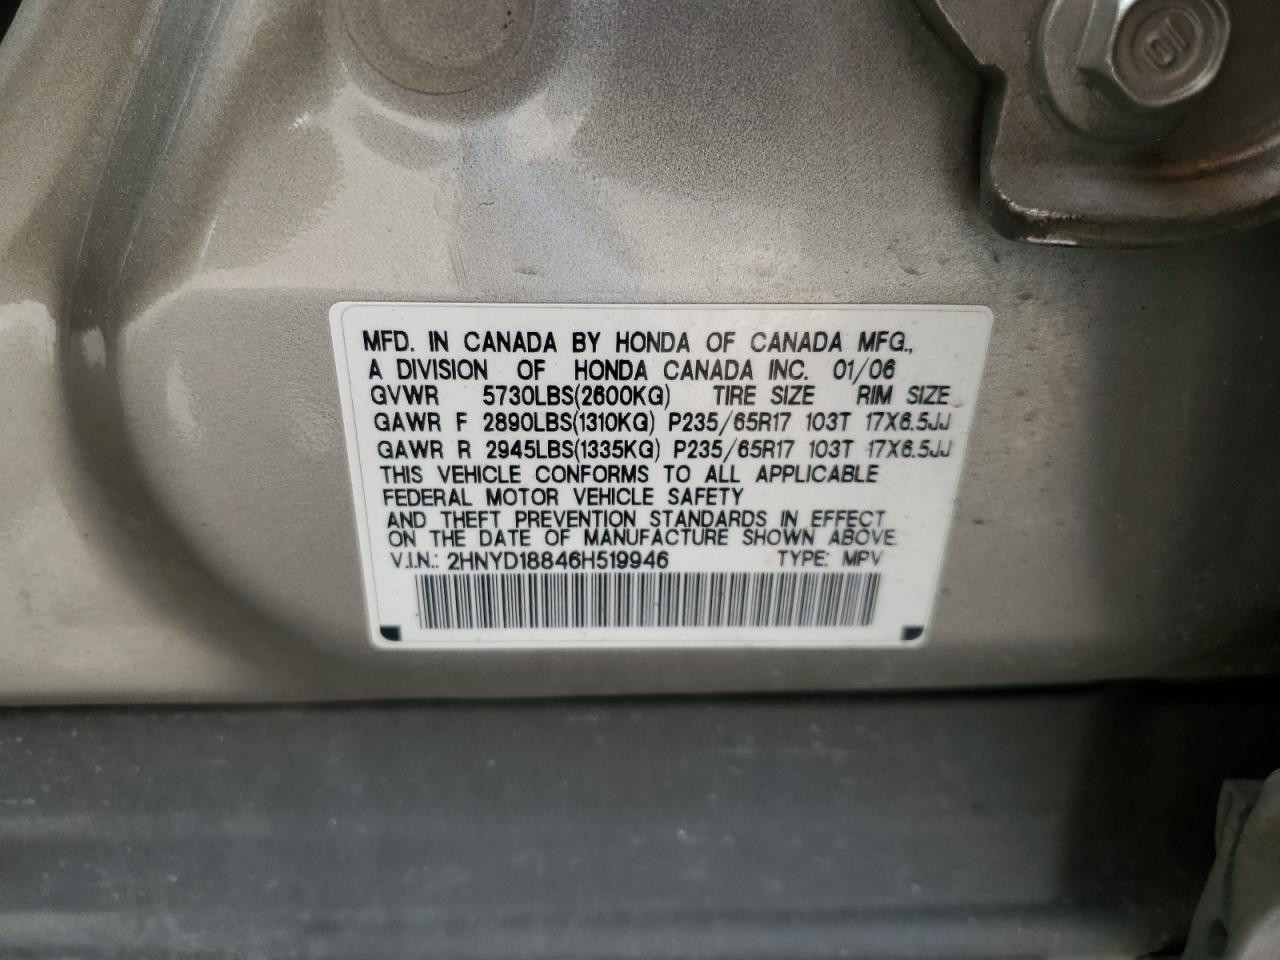 MFD. IN CANADA BY HONDA OF CANADA MFG.,
A DIVISION OF HONDA CANADA INC. 01/06
GVWR 5730LBS(2600KG) TIRE SIZE RIM SIZE
GAWR F 2890LBS(1310KG) P235/65R17 103T 17X6.5JJ
GAWR R 2945LBS(1335KG) P235/65R17 103T 17X6.5JJ
THIS VEHICLE CONFORMS TO ALL APPLICABLE
FEDERAL MOTOR VEHICLE SAFETY
AND THEFT PREVENTION STANDARDS IN EFFECT
ON THE DATE OF MANUFACTURE SHOWN ABOVE.
V.I.N.: 2HNYD18846H519946 TYPE: MPV